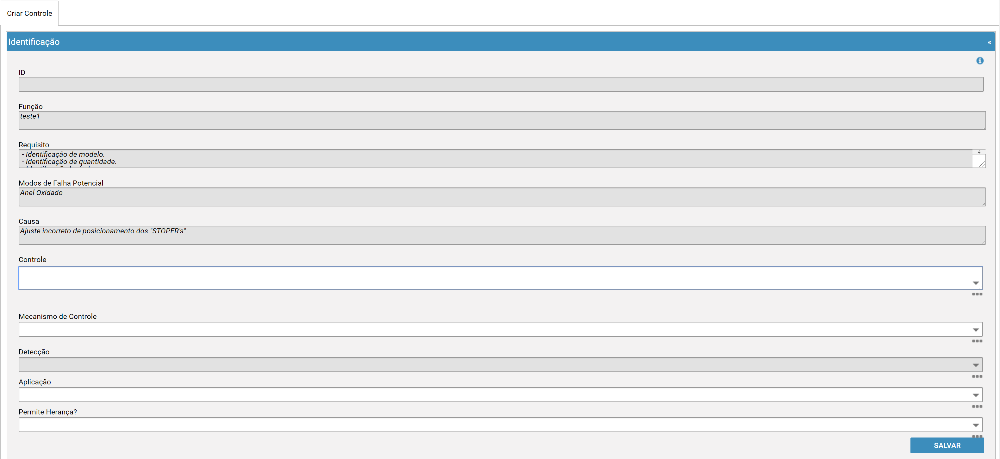 Criar Controle
Identificação
«
ID
Função
teste1
Requisito
- Identificação de modelo.
- Identificação de quantidade.
Modos de Falha Potencial
Anel Oxidado
Causa
Ajuste incorreto de posicionamento dos "STOPER's"
Controle
Mecanismo de Controle
Detecção
Aplicação
Permite Herança?
SALVAR